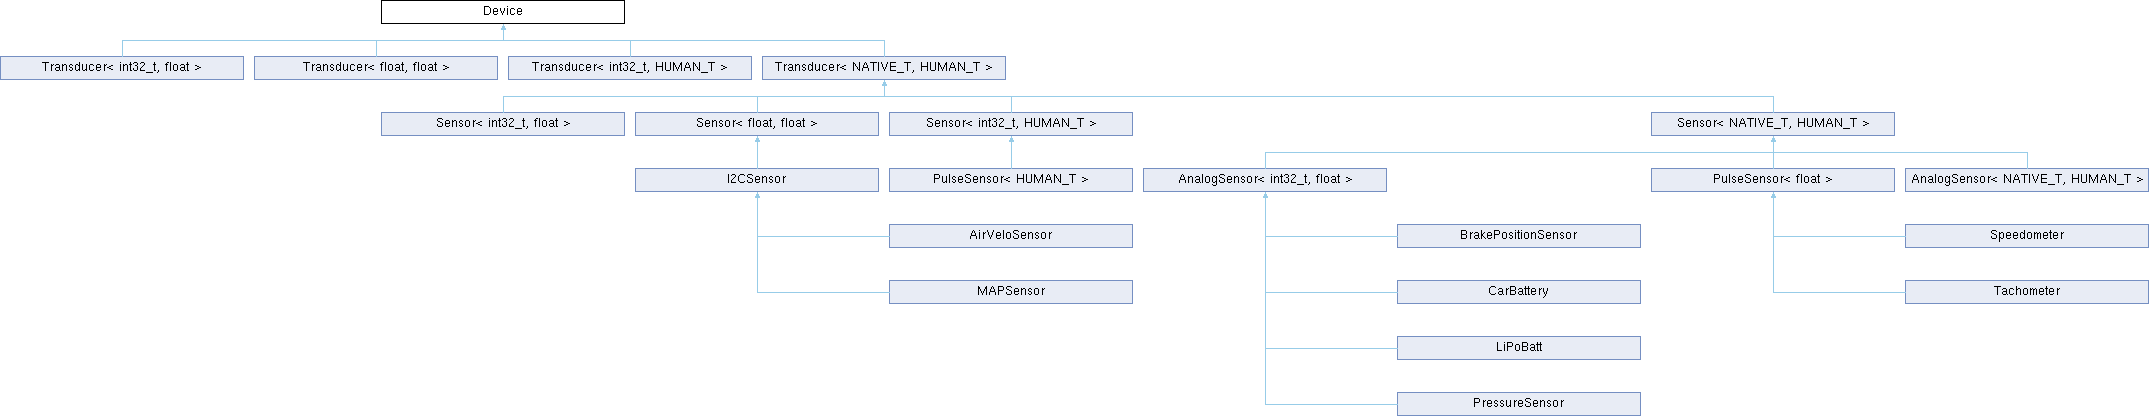 Device
Transducer< int32_t, float >
Transducer< float, float >
Transducer< int32_t, HUMAN_T >
Transducer< NATIVE_T, HUMAN_T >
Sensor< int32_t, float >
Sensor< float, float >
Sensor< int32_t, HUMAN_T >
Sensor< NATIVE_T, HUMAN_T >
I2CSensor
PulseSensor< HUMAN_T >
AnalogSensor< int32_t, float >
PulseSensor< float >
AnalogSensor< NATIVE_T, HUMAN_T >
AirVeloSensor
BrakePositionSensor
Speedometer
MAPSensor
CarBattery
Tachometer
LiPoBatt
PressureSensor